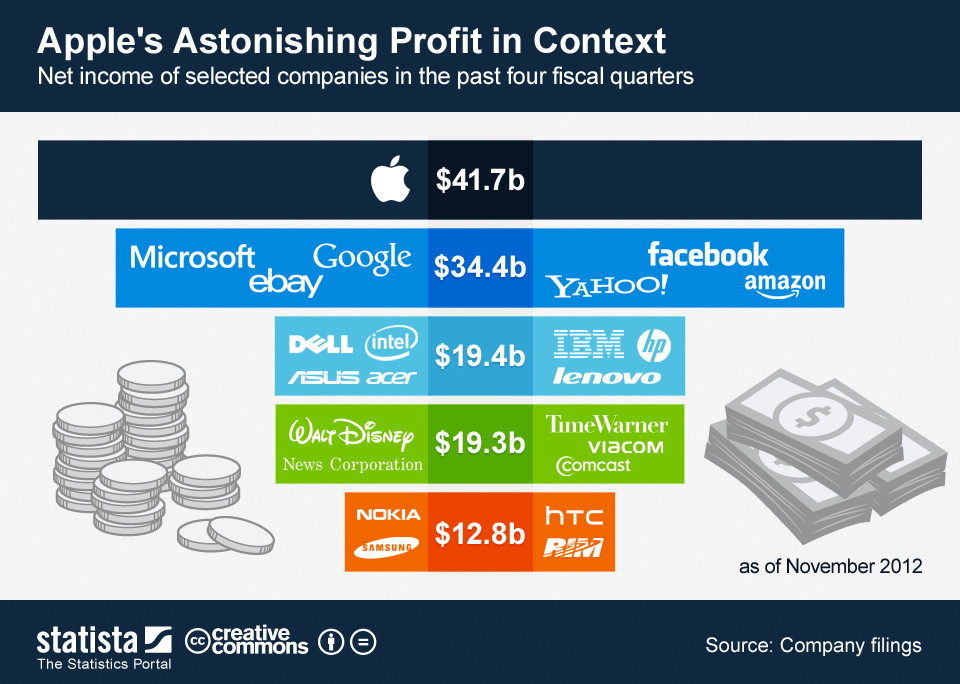 Apple's Astonishing Profit in Context
Net income of selected companies in the past four fiscal quarters
$41.7b
Microsoft Google $34.4b facebook
ebay YAHOO! amazon
DELL intel $19.4b IBM hp
ASUS acer lenovo
WALT DISNEY $19.3b TimeWarner
VIACOM
News Corporation comcast
NOKIA $12.8b hTC
SAMSUNG RIM
$
$
as of November 2012
statista cc creative commons =
The Statistics Portal
Source: Company filings